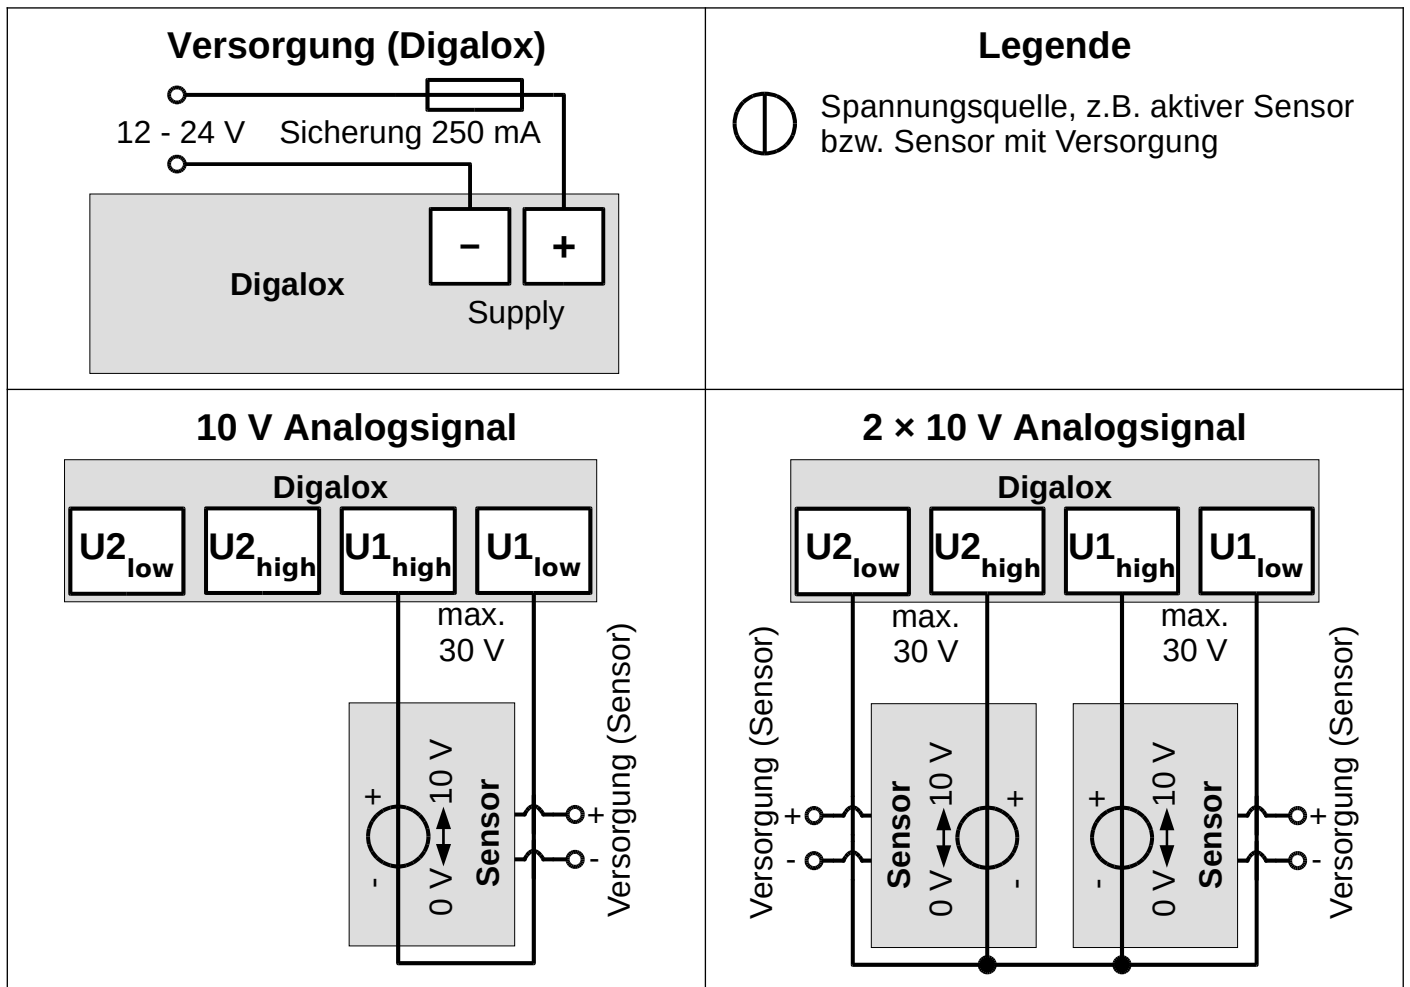 Versorgung (Digalox)
12 - 24 V
Sicherung 250 mA
−
+
Digalox
Supply
Legende
Spannungsquelle, z.B. aktiver Sensor
bzw. Sensor mit Versorgung
10 V Analogsignal
Digalox
U2low
U2high
U1high
U1low
max.
30 V
+
-
0 V
10 V
Sensor
+
-
Versorgung (Sensor)
2 × 10 V Analogsignal
Digalox
U2low
U2high
U1high
U1low
max.
30 V
max.
30 V
Versorgung (Sensor)
+
-
Sensor
0 V
10 V
+
-
+
-
0 V
10 V
Sensor
+
-
Versorgung (Sensor)